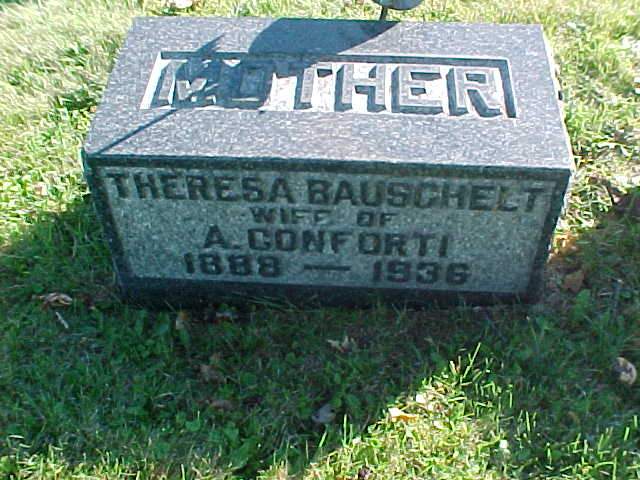 MOTHER
THERESA BAUSCHELT
WIFE OF
A. CONFORTI
1888 — 1936